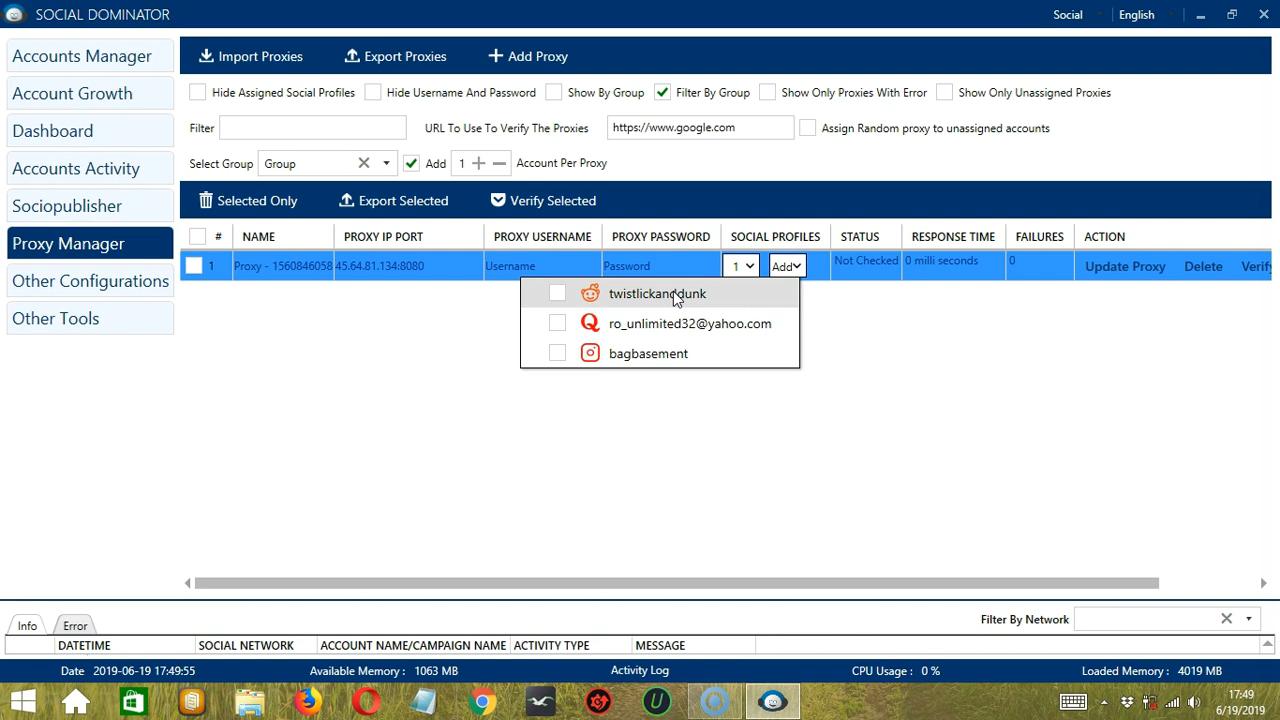 SOCIAL DOMINATOR
Social
English
Accounts Manager
Account Growth
Dashboard
Accounts Activity
Sociopublisher
Proxy Manager
Other Configurations
Other Tools
Import Proxies
Export Proxies
Add Proxy
Hide Assigned Social Profiles
Hide Username And Password
Show By Group
Filter By Group
Show Only Proxies With Error
Show Only Unassigned Proxies
Filter
URL To Use To Verify The Proxies
https://www.google.com
Assign Random proxy to unassigned accounts
Select Group
Group
Add
1
Account Per Proxy
Selected Only
Export Selected
Verify Selected
# NAME PROXY IP PORT PROXY USERNAME PROXY PASSWORD SOCIAL PROFILES STATUS RESPONSE TIME FAILURES ACTION
1 Proxy - 1560846058 45.64.81.134:8080 Username Password 1 Add Not Checked 0 milli seconds 0 Update Proxy Delete Verify
twistlickanddunk
ro_unlimited32@yahoo.com
bagbasement
Info
Error
Filter By Network
DATETIME SOCIAL NETWORK ACCOUNT NAME/CAMPAIGN NAME ACTIVITY TYPE MESSAGE
Date 2019-06-19 17:49:55
Available Memory : 1063 MB
Activity Log
CPU Usage : 0 %
Loaded Memory : 4019 MB
17:49
6/19/2019